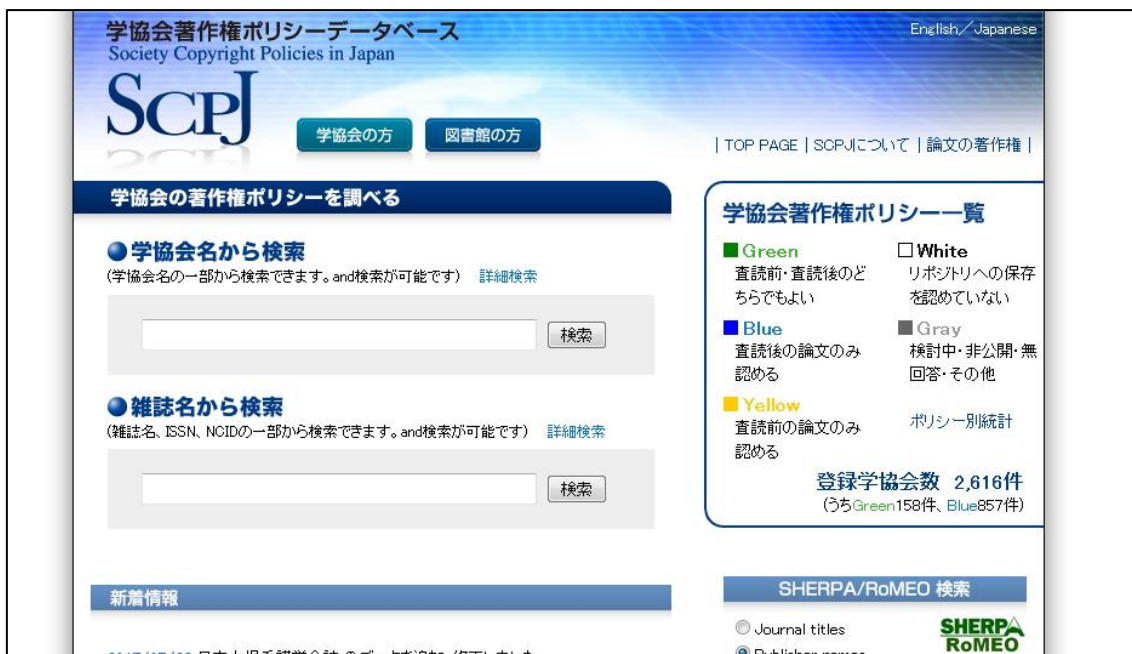 学協会著作権ポリシーデータベース
Society Copyright Policies in Japan
English／Japanese
SCPJ
学協会の方
図書館の方
| TOP PAGE | SCPJについて | 論文の著作権 |
学協会の著作権ポリシーを調べる
学協会名から検索
(学協会名の一部から検索できます。and検索が可能です) 詳細検索
検索
雑誌名から検索
(雑誌名、ISSN、NCIDの一部から検索できます。and検索が可能です) 詳細検索
検索
学協会著作権ポリシー一覧
Green
査読前・査読後のど
ちらでもよい
White
リポジトリへの保存
を認めていない
Blue
査読後の論文のみ
認める
Gray
検討中・非公開・無
回答・その他
Yellow
査読前の論文のみ
認める
ポリシー別統計
登録学協会数 2,616件
(うちGreen158件、Blue857件)
新着情報
SHERPA/RoMEO 検索
Journal titles
SHERPA
RoMEO
Publisher names